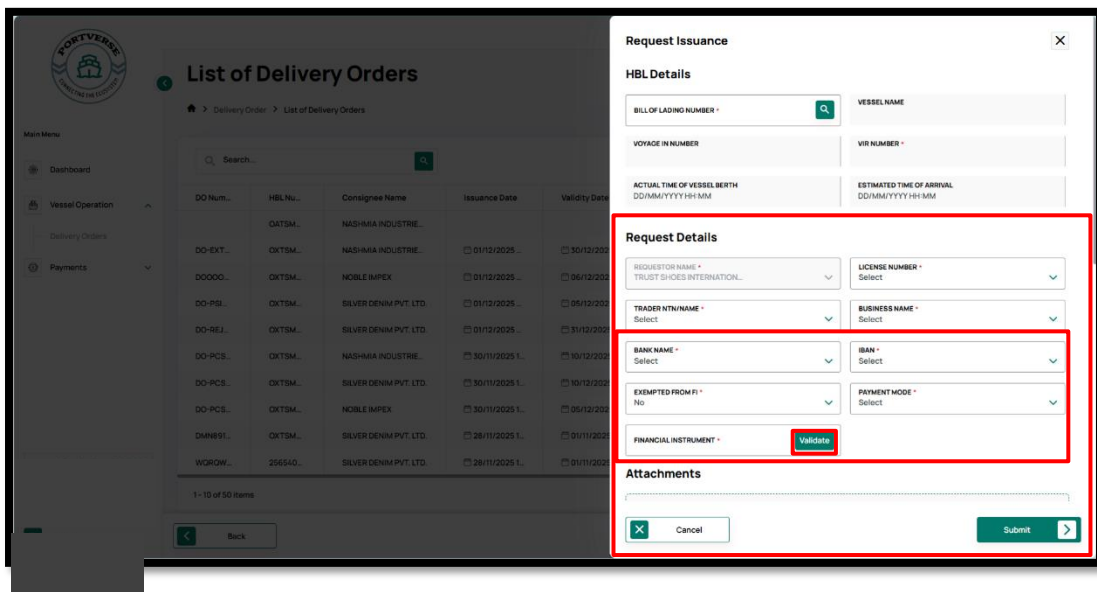 PORTVERSE
CONNECTING THE ECOSYSTEM
Main Menu
Dashboard
Vessel Operation
Delivery Orders
Payments
List of Delivery Orders
Delivery Order > List of Delivery Orders
Search...
DO Num... HBL Nu... Consignee Name Issuance Date Validity Date
OATSM... NASHMIA INDUSTRIE...
DO-EXT... OXTSM... NASHMIA INDUSTRIE... 01/12/2025 ... 30/12/202
DOODO... OXTSM... NOBLE IMPEX 01/12/2025 ... 06/12/202
DO-PSI... OXTSM... SILVER DENIM PVT. LTD. 01/12/2025 ... 05/12/202
DO-REJ... OXTSM... SILVER DENIM PVT. LTD. 01/12/2025 ... 31/12/2025
DO-PCS... OXTSM... NASHMIA INDUSTRIE... 30/11/2025 1... 10/12/202
DO-PCS... OXTSM... SILVER DENIM PVT. LTD. 30/11/2025 1... 10/12/202
DO-PCS... OXTSM... NOBLE IMPEX 30/11/2025 1... 05/12/202
DMN891... OXTSM... SILVER DENIM PVT. LTD. 28/11/2025 1... 01/11/2025
WQRQW... 256540... SILVER DENIM PVT. LTD. 28/11/2025 1... 01/11/2025
1 - 10 of 50 items
Back
Request Issuance
HBL Details
BILL OF LADING NUMBER *
VESSEL NAME
VOYAGE IN NUMBER
VIR NUMBER *
ACTUAL TIME OF VESSEL BERTH
DD/MM/YYYY HH:MM
ESTIMATED TIME OF ARRIVAL
DD/MM/YYYY HH:MM
Request Details
REQUESTOR NAME *
TRUST SHOES INTERNATION...
LICENSE NUMBER *
Select
TRADER NTN/NAME *
Select
BUSINESS NAME *
Select
BANK NAME *
Select
IBAN *
Select
EXEMPTED FROM FI *
No
PAYMENT MODE *
Select
FINANCIAL INSTRUMENT *
Validate
Attachments
Cancel
Submit